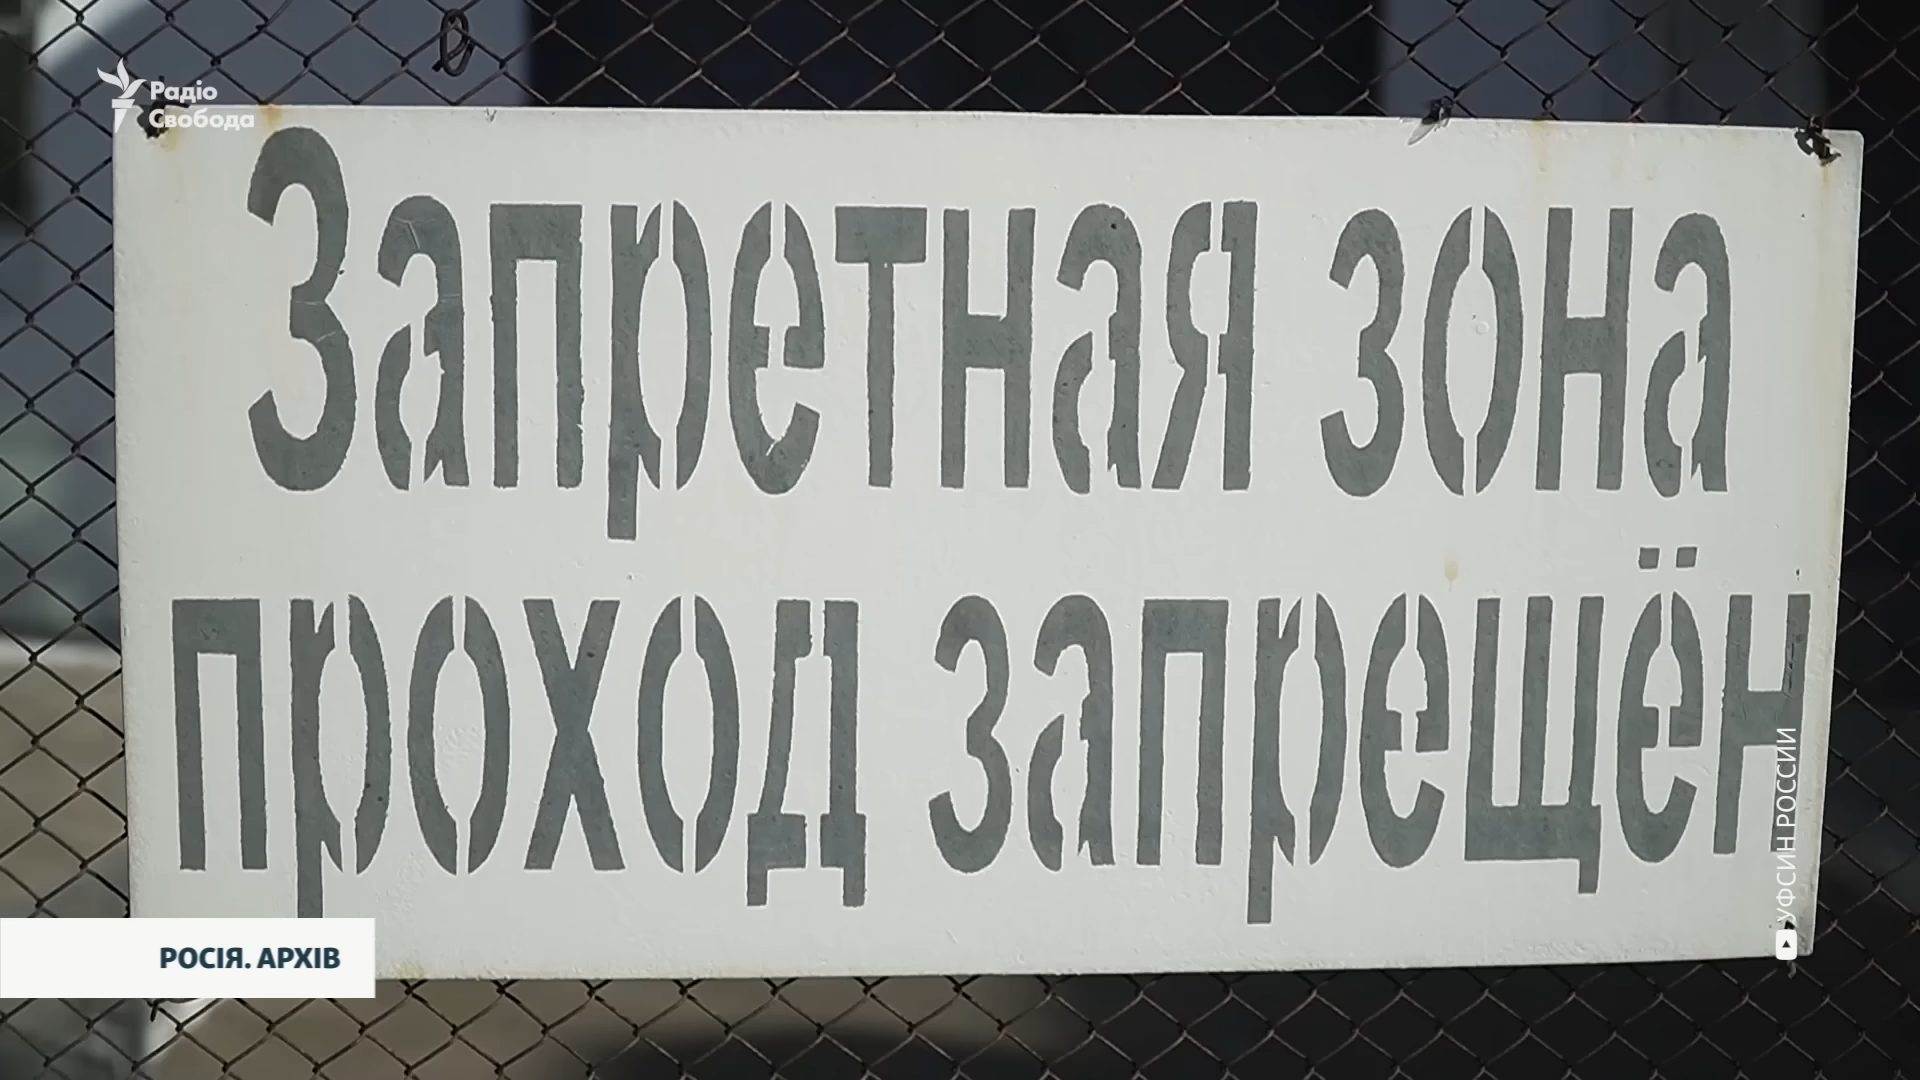 Радіо
Свобода
Запретная зона
проход запрещён
УФСИН РОССИИ
РОСІЯ. АРХІВ